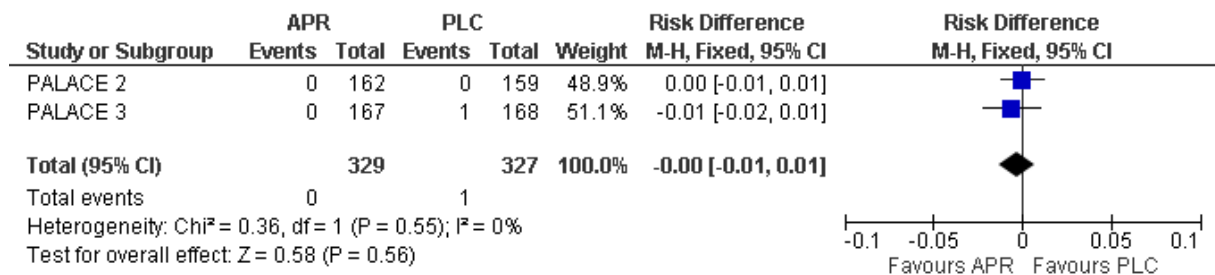 APR PLC Risk Difference Risk Difference
Study or Subgroup Events Total Events Total Weight M-H, Fixed, 95% CI M-H, Fixed, 95% CI
PALACE 2 0 162 0 159 48.9% 0.00 [-0.01, 0.01]
PALACE 3 0 167 1 168 51.1% -0.01 [-0.02, 0.01]
Total (95% CI) 329 327 100.0% -0.00 [-0.01, 0.01]
Total events 0 1
Heterogeneity: Chi² = 0.36, df = 1 (P = 0.55); I² = 0%
Test for overall effect: Z = 0.58 (P = 0.56)
-0.1 -0.05 0 0.05 0.1
Favours APR Favours PLC